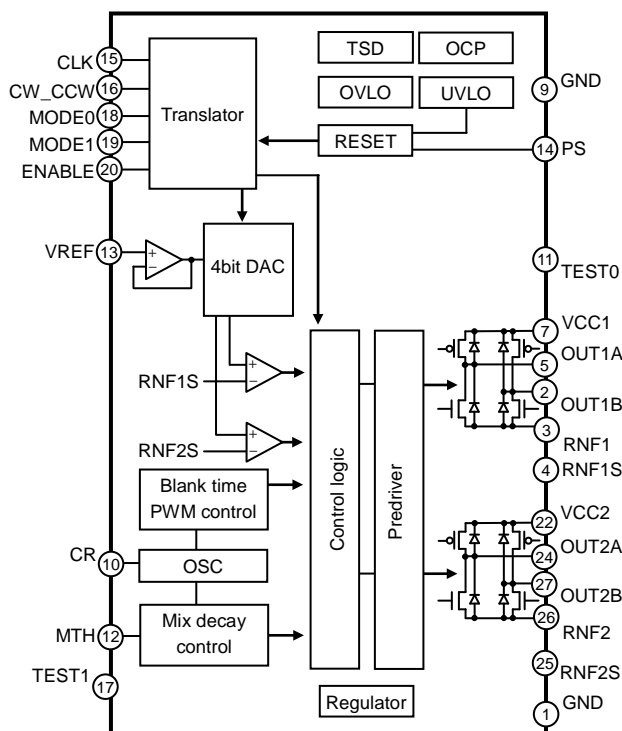 15
CLK
16
CW_CCW
18
MODE0
19
MODE1
20
ENABLE
Translator
TSD
OCP
OVLO
UVLO
RESET
9
GND
14
PS
VREF
13
+
−
4bit DAC
11
TEST0
7
VCC1
5
OUT1A
2
OUT1B
3
RNF1
4
RNF1S
RNF1S
+
−
RNF2S
+
−
Control logic
Predriver
Blank time
PWM control
CR
10
OSC
MTH
12
Mix decay
control
TEST1
17
22
VCC2
24
OUT2A
27
OUT2B
26
RNF2
25
RNF2S
GND
1
Regulator